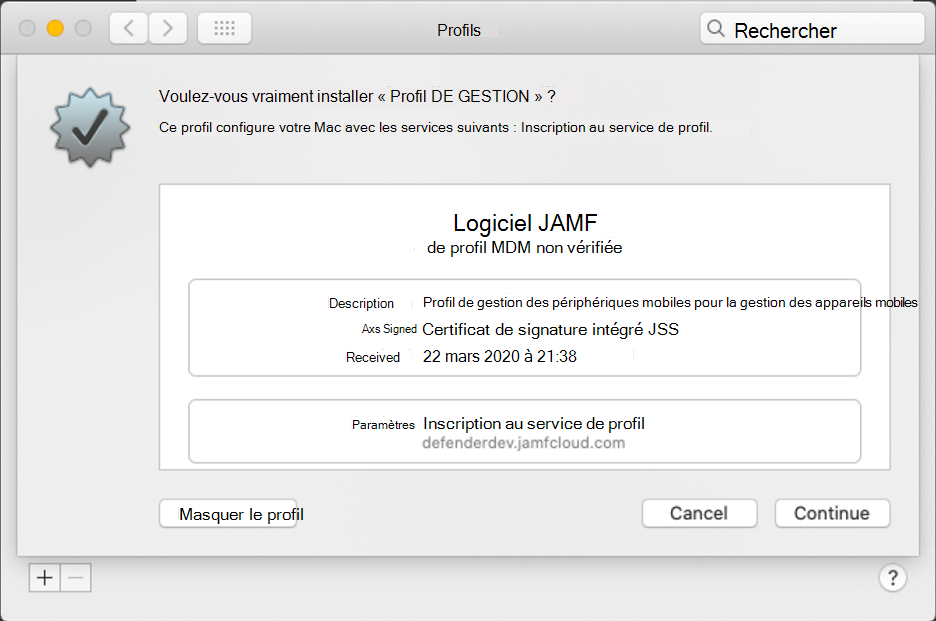 Profils
Rechercher
Voulez-vous vraiment installer « Profil DE GESTION » ?
Ce profil configure votre Mac avec les services suivants : Inscription au service de profil.
Logiciel JAMF
de profil MDM non vérifiée
Description Profil de gestion des périphériques mobiles pour la gestion des appareils mobiles
Axs Signed Certificat de signature intégré JSS
Received 22 mars 2020 à 21:38
Paramètres Inscription au service de profil
defenderdev.jamfcloud.com
Masquer le profil Cancel Continue
+ − ?